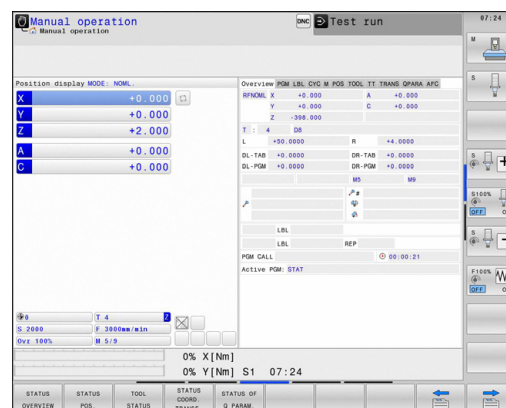 Manual operation
Manual operation
DNC
Test run
07:24
Position display MODE: NOML.
X +0.000
Y +0.000
Z +2.000
A +0.000
C +0.000
Overview PGM LBL CYC M POS TOOL TT TRANS QPARA AFC
RFNOML X +0.000 A +0.000
Y +0.000 C +0.000
Z -398.000
T : 4 D8
L +50.0000 R +4.0000
DL-TAB +0.0000 DR-TAB +0.0000
DL-PGM +0.0000 DR-PGM +0.0000
M5 M9
#
LBL
LBL REP
PGM CALL 00:00:21
Active PGM: STAT
0 T 4 Z
S 2000 F 3000mm/min
Ovr 100% M 5/9
0% X[Nm]
0% Y[Nm] S1 07:24
M
S
S +
S100%
OFF O
S -
F100% W
OFF O
STATUS OVERVIEW
STATUS POS.
TOOL STATUS
STATUS COORD.
STATUS OF Q PARAM.